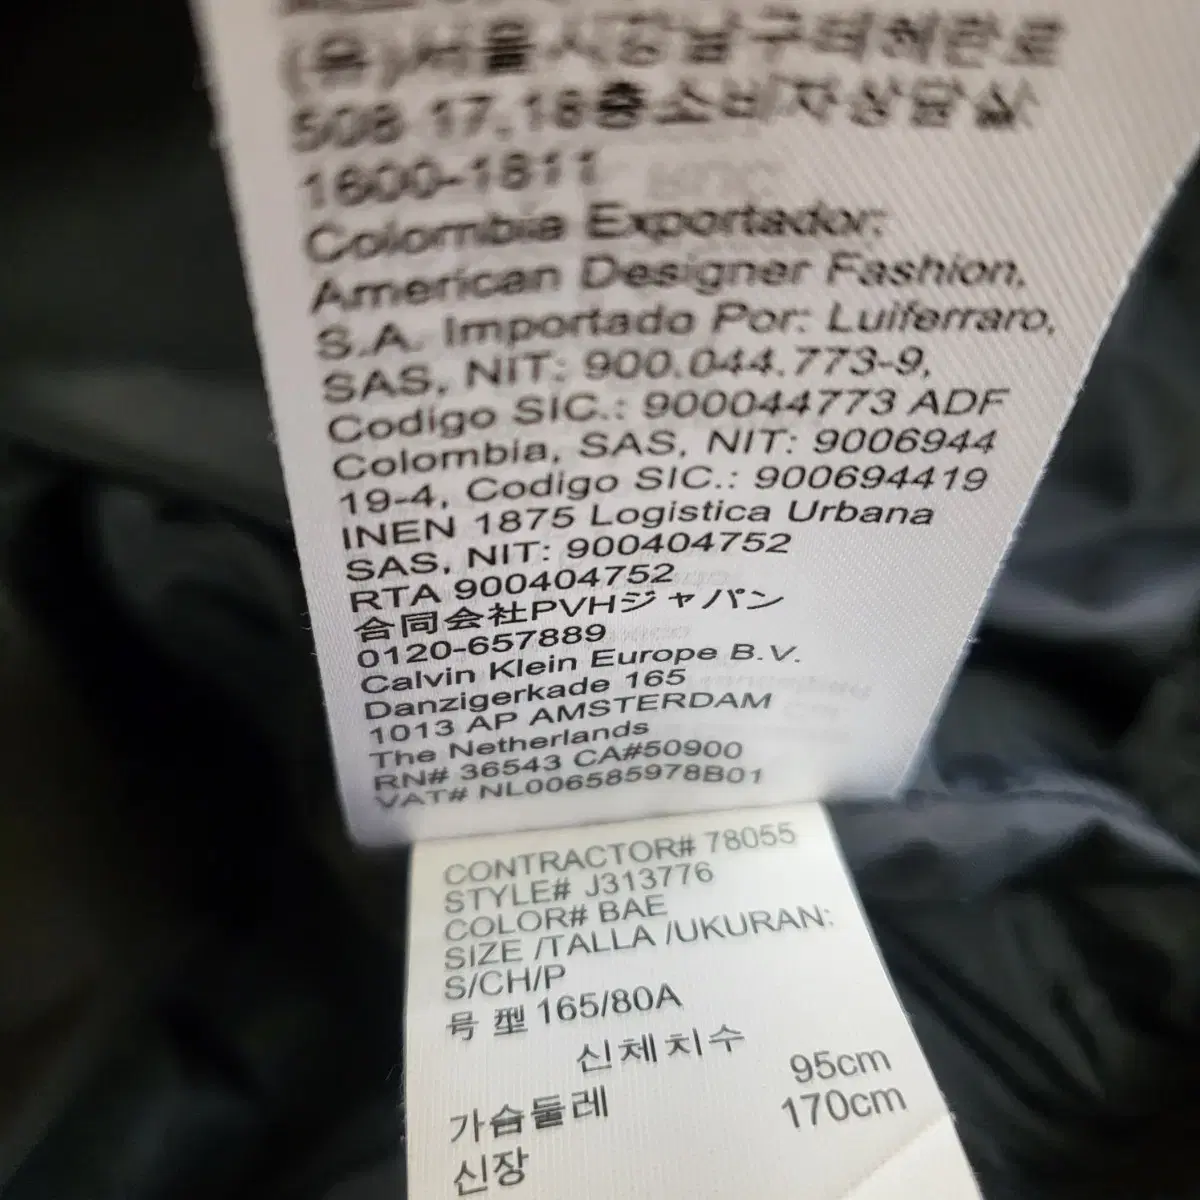 (유)서울시강남구테헤란로
508 17,18층소비자상담실
1600-1811
Colombia Exportador:
American Designer Fashion,
S.A. Importado Por: Luiferraro,
SAS, NIT: 900.044.773-9,
Codigo SIC.: 900044773 ADF
Colombia, SAS, NIT: 9006944
19-4, Codigo SIC.: 900694419
INEN 1875 Logistica Urbana
SAS, NIT: 900404752
RTA 900404752
合同会社PVHジャパン
0120-657889
Calvin Klein Europe B.V.
Danzigerkade 165
1013 AP AMSTERDAM
The Netherlands
RN# 36543 CA#50900
VAT# NL006585978B01
CONTRACTOR# 78055
STYLE# J313776
COLOR# BAE
SIZE /TALLA /UKURAN:
S/CH/P
号型 165/80A
신체치수
가슴둘레 95cm
신장 170cm